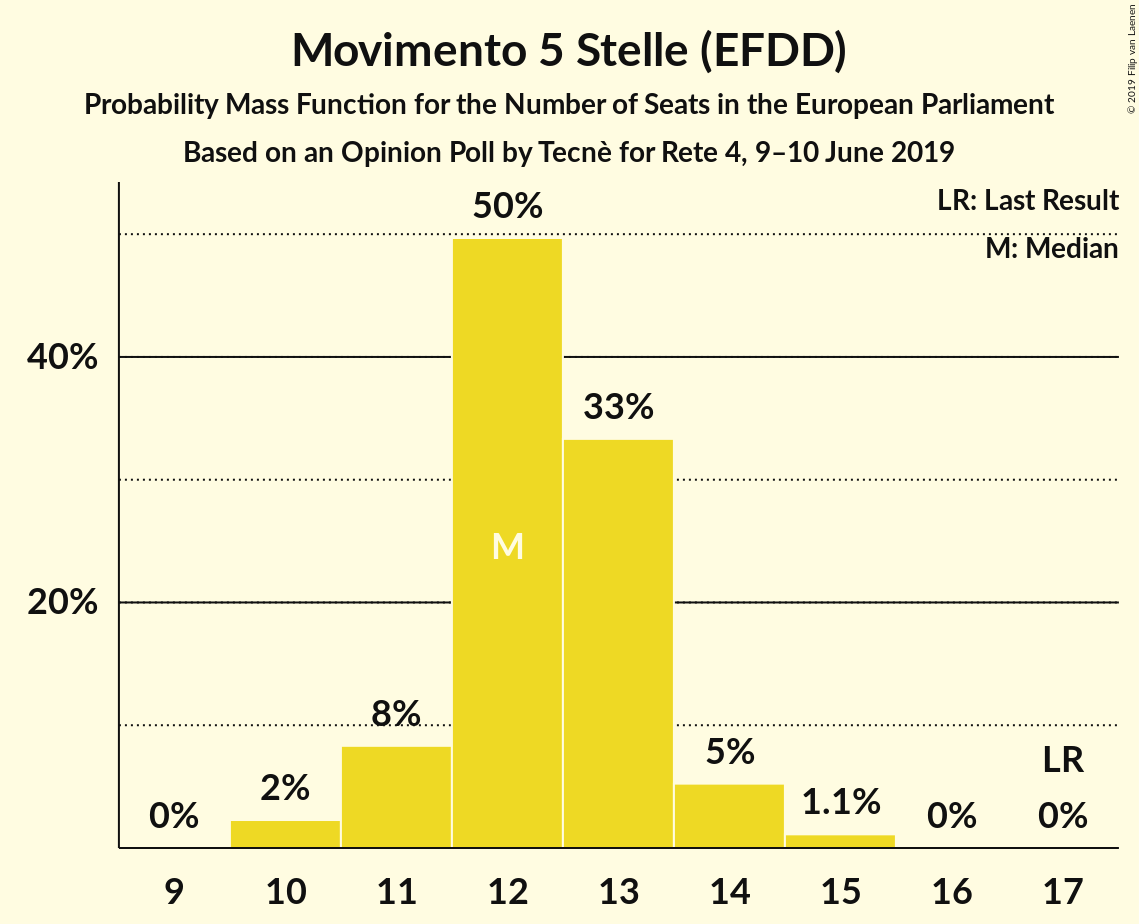 Movimento 5 Stelle (EFDD)
Probability Mass Function for the Number of Seats in the European Parliament
Based on an Opinion Poll by Tecnè for Rete 4, 9–10 June 2019
© 2019 Filip van Laenen
LR: Last Result
M: Median
50%
40%
33%
M
20%
8%
5%
2%
1.1%
LR
0%
0%
0%
9 10 11 12 13 14 15 16 17